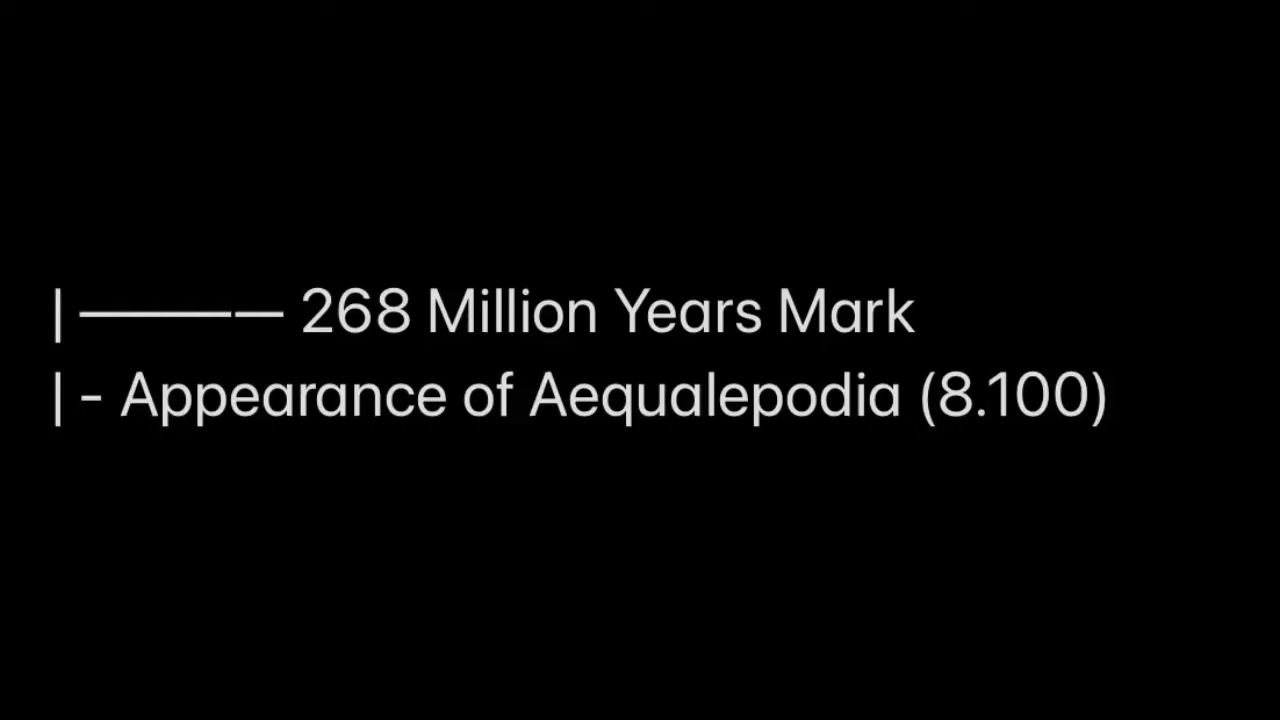 | ———— 268 Million Years Mark
| - Appearance of Aequalepodia (8.100)